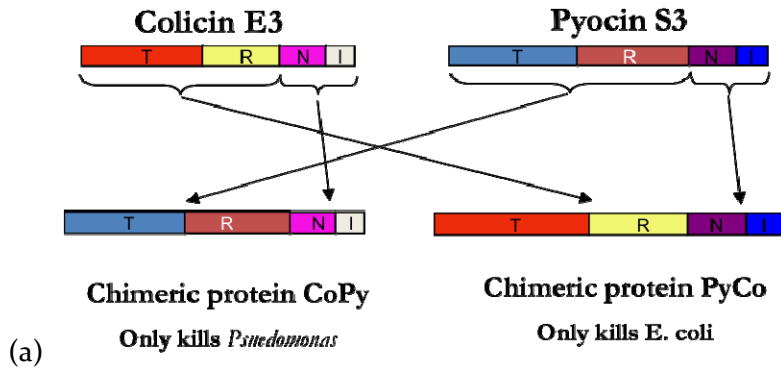 Colicin E3 Pyocin S3
T R N I T R N I
T R N I T R N I
Chimeric protein CoPy Chimeric protein PyCo
(a) Only kills Psuedomonas Only kills E. coli